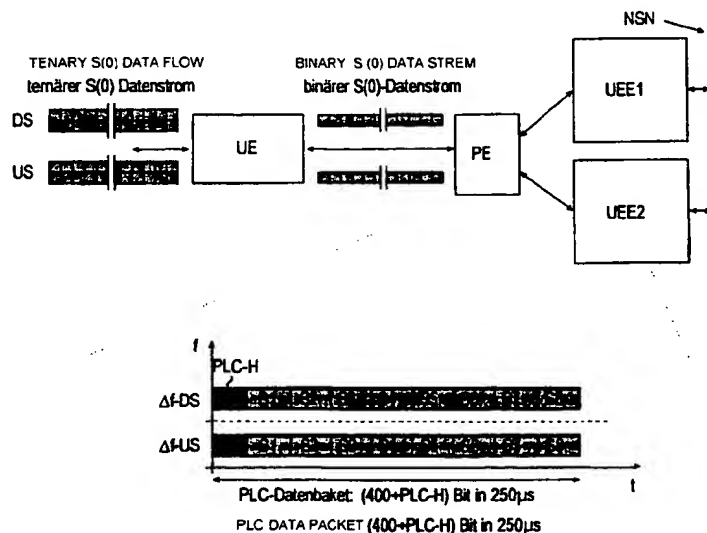 NSN
TENARY S(0) DATA FLOW
ternärer S(0) Datenstrom
BINARY S (0) DATA STREM
binärer S(0)-Datenstrom
DS
US
UE
PE
UEE1
UEE2
f
PLC-H
Δf-DS
Δf-US
t
PLC-Datenbaket: (400+PLC-H) Bit in 250µs
PLC DATA PACKET (400+PLC-H) Bit in 250µs